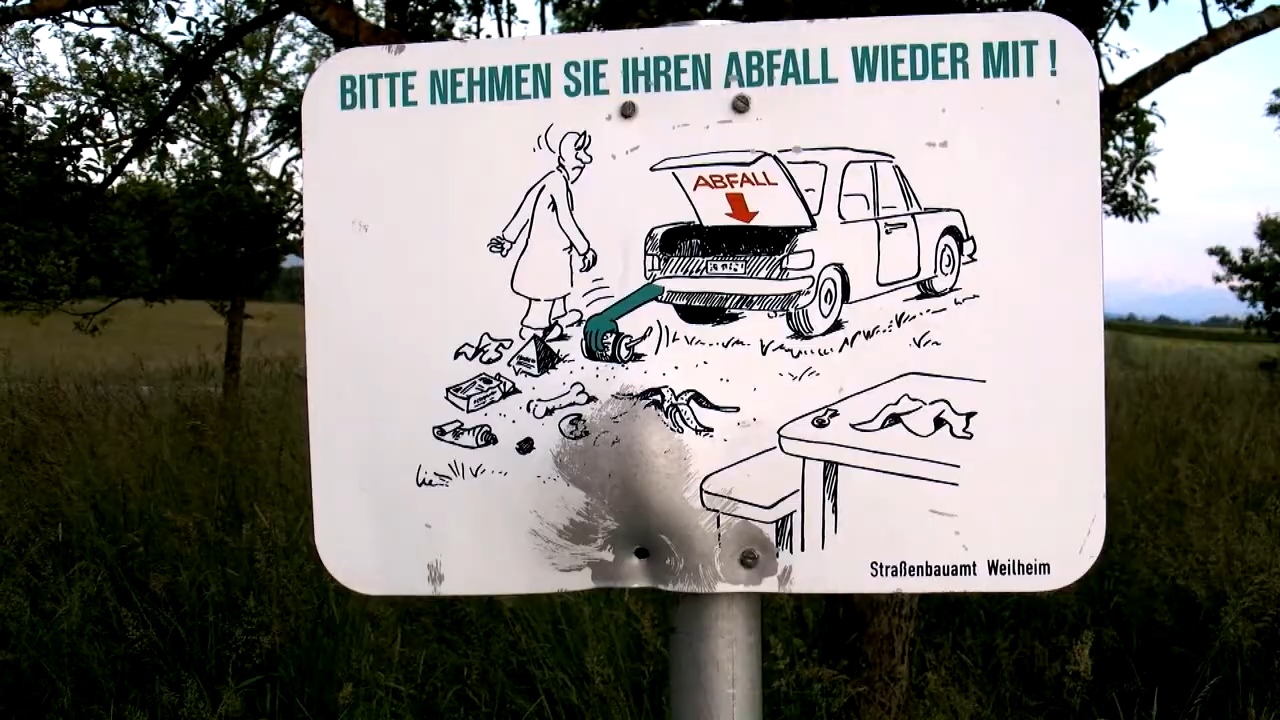 BITTE NEHMEN SIE IHREN ABFALL WIEDER MIT !
ABFALL
Straßenbauamt Weilheim